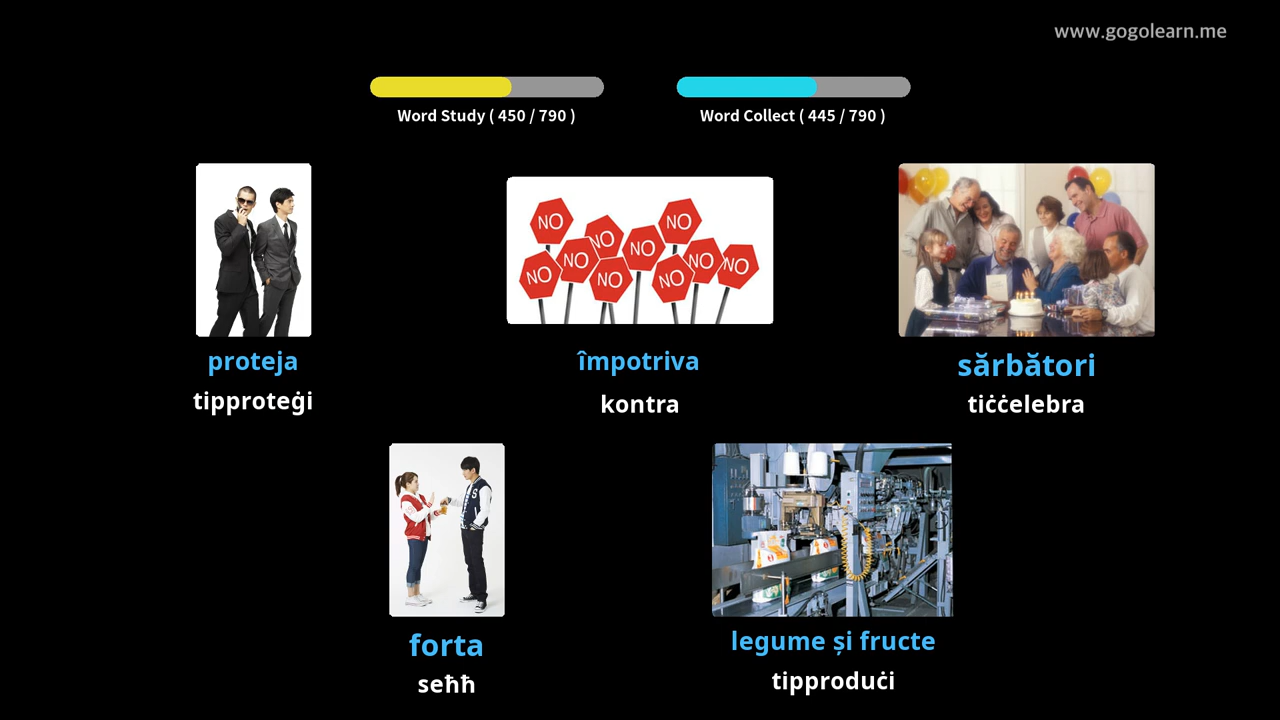 www.gogolearn.me
Word Study ( 450 / 790 )
Word Collect ( 445 / 790 )
NO
NO
NO
NO
NO
NO
NO
NO
NO
NO
proteja
tipproteġi
împotriva
kontra
sărbători
tiċċelebra
forta
seħħ
legume și fructe
tipproduċi